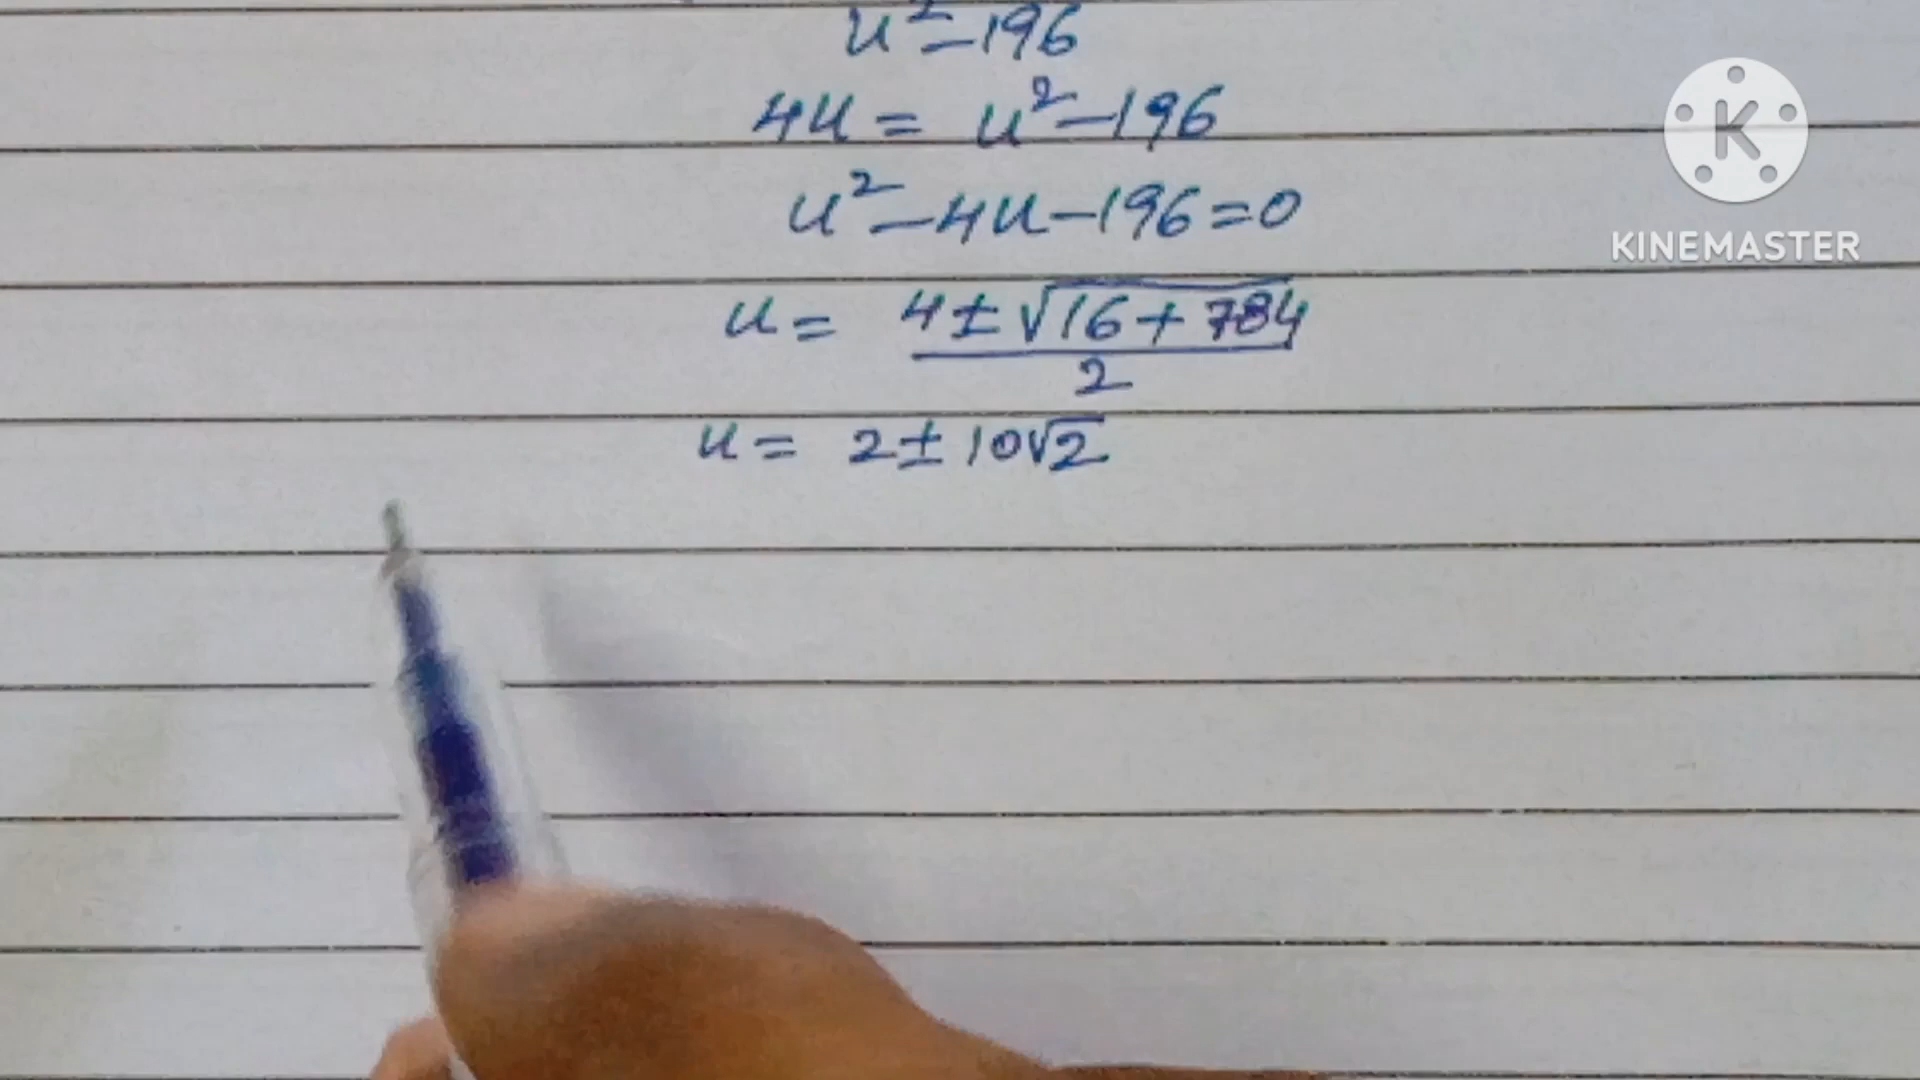 u²-196
4u = u²-196
u²-4u-196=0
u = 4±√16+784
2
u = 2±10√2
K
KINEMASTER